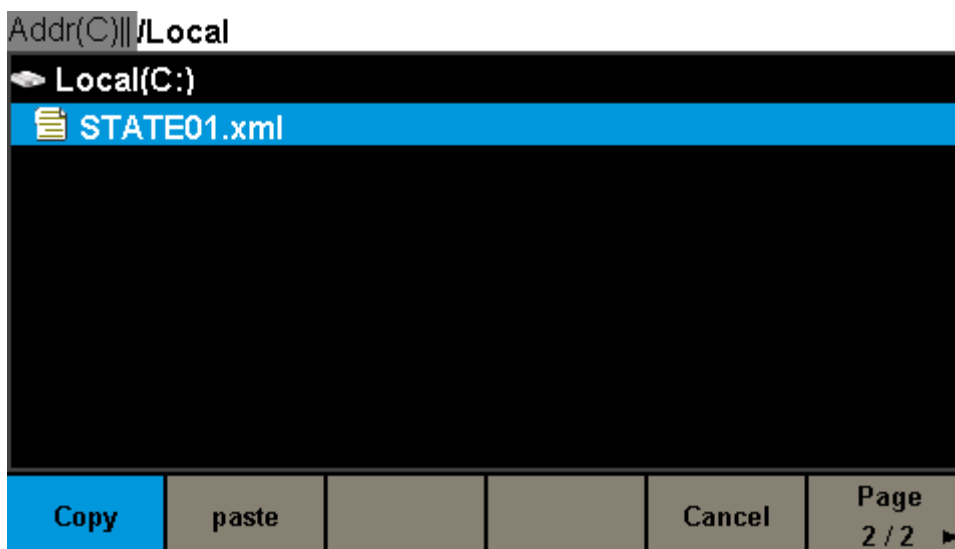 Addr(C)|| /Local
Local(C:)
STATE01.xml
Copy paste Cancel Page
2 / 2